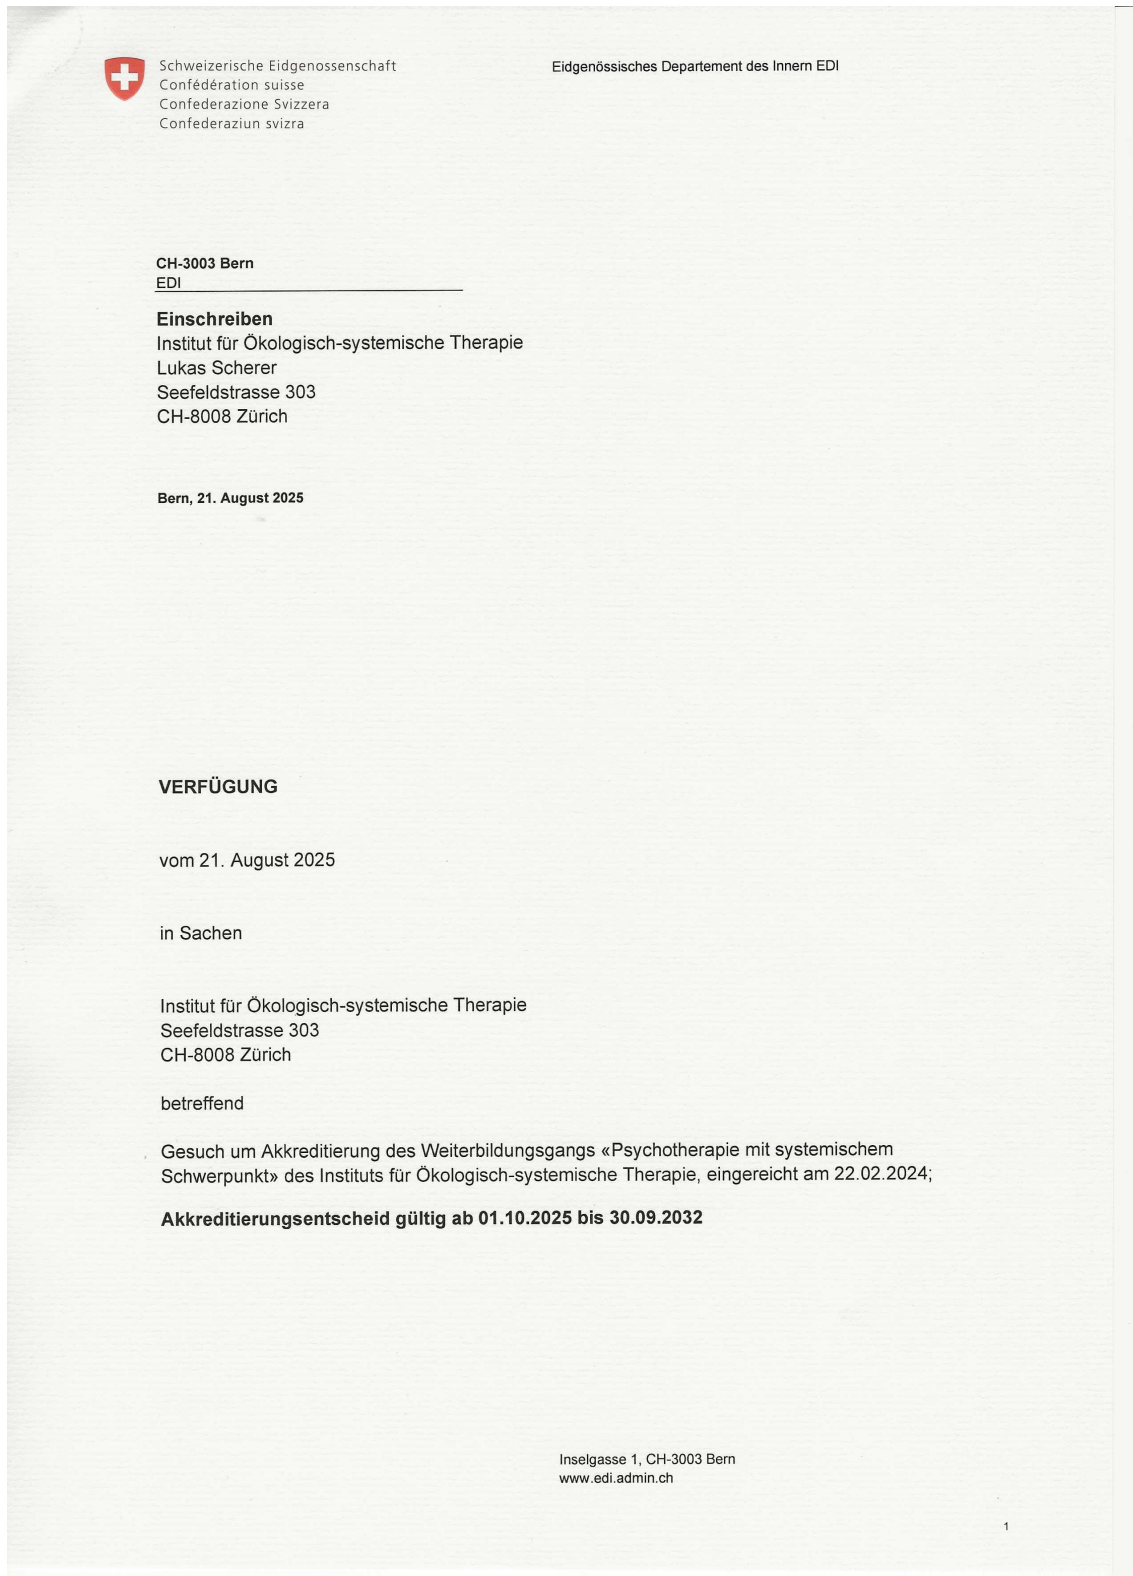 Schweizerische Eidgenossenschaft
Confédération suisse
Confederazione Svizzera
Confederaziun svizra
Eidgenössisches Departement des Innern EDI
CH-3003 Bern
EDI
Einschreiben
Institut für Ökologisch-systemische Therapie
Lukas Scherer
Seefeldstrasse 303
CH-8008 Zürich
Bern, 21. August 2025
VERFÜGUNG
vom 21. August 2025
in Sachen
Institut für Ökologisch-systemische Therapie
Seefeldstrasse 303
CH-8008 Zürich
betreffend
Gesuch um Akkreditierung des Weiterbildungsgangs «Psychotherapie mit systemischem
Schwerpunkt» des Instituts für Ökologisch-systemische Therapie, eingereicht am 22.02.2024;
Akkreditierungsentscheid gültig ab 01.10.2025 bis 30.09.2032
Inselgasse 1, CH-3003 Bern
www.edi.admin.ch
1